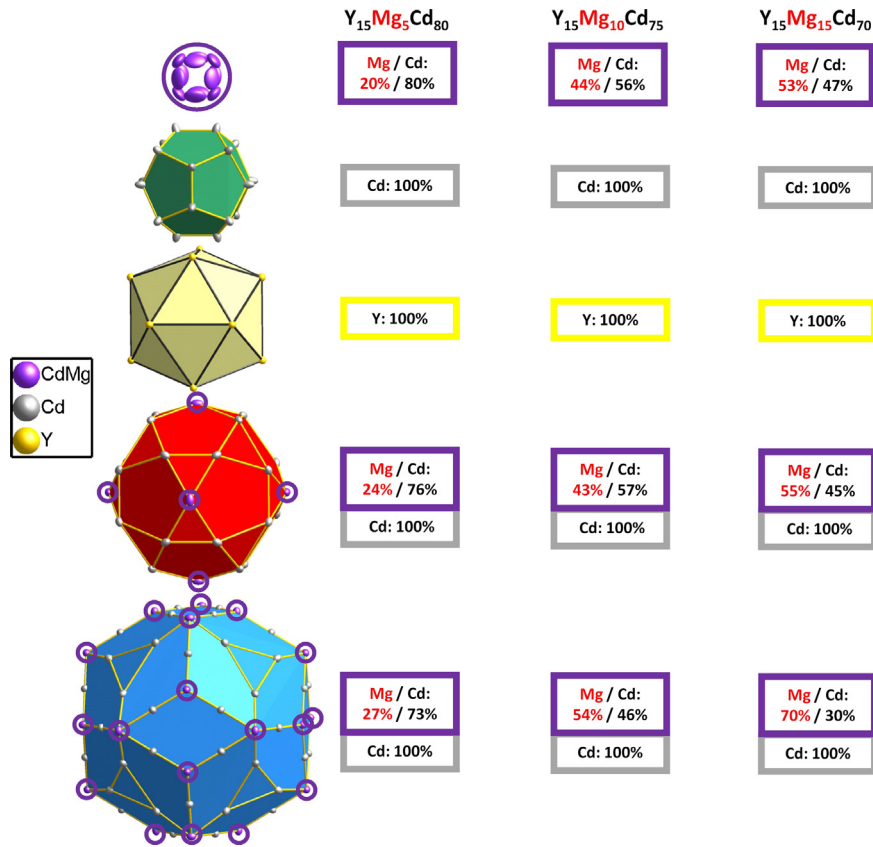 Y₁₅Mg₅Cd₈₀ Y₁₅Mg₁₀Cd₇₅ Y₁₅Mg₁₅Cd₇₀
Mg / Cd: Mg / Cd: Mg / Cd:
20% / 80% 44% / 56% 53% / 47%
Cd: 100% Cd: 100% Cd: 100%
Y: 100% Y: 100% Y: 100%
CdMg
Cd
Y
Mg / Cd: Mg / Cd: Mg / Cd:
24% / 76% 43% / 57% 55% / 45%
Cd: 100% Cd: 100% Cd: 100%
Mg / Cd: Mg / Cd: Mg / Cd:
27% / 73% 54% / 46% 70% / 30%
Cd: 100% Cd: 100% Cd: 100%